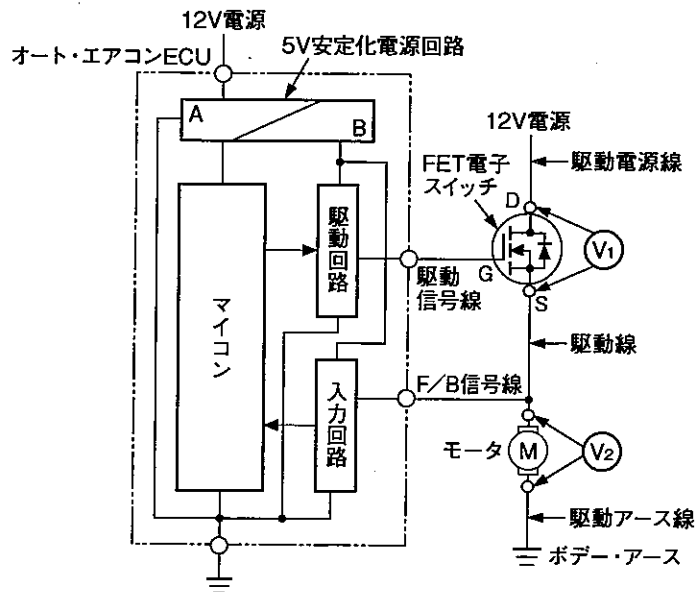 12V電源
オート・エアコンECU
5V安定化電源回路
A
B
12V電源
FET電子
スイッチ
駆動電源線
D
V1
G
S
マイコン
駆動回路
駆動
信号線
駆動線
入力回路
F/B信号線
モータ
M
V2
駆動アース線
ボデー・アース